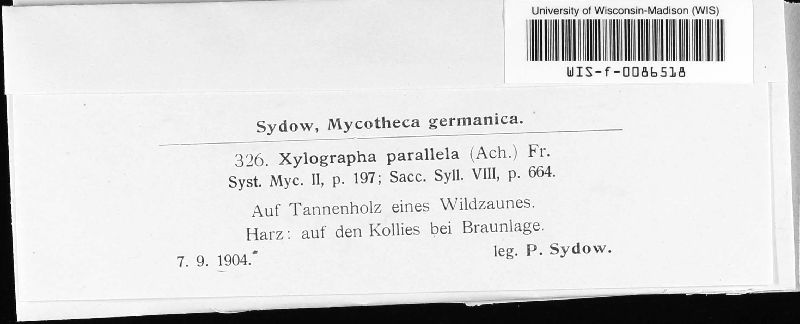 University of Wisconsin-Madison (WIS)
WIS-f-0086518
Sydow, Mycotheca germanica.
326. Xylographa parallela (Ach.) Fr.
Syst. Myc. II, p. 197; Sacc. Syll. VIII, p. 664.
Auf Tannenholz eines Wildzaunes.
Harz: auf den Kollies bei Braunlage.
7. 9. 1904. leg. P. Sydow.